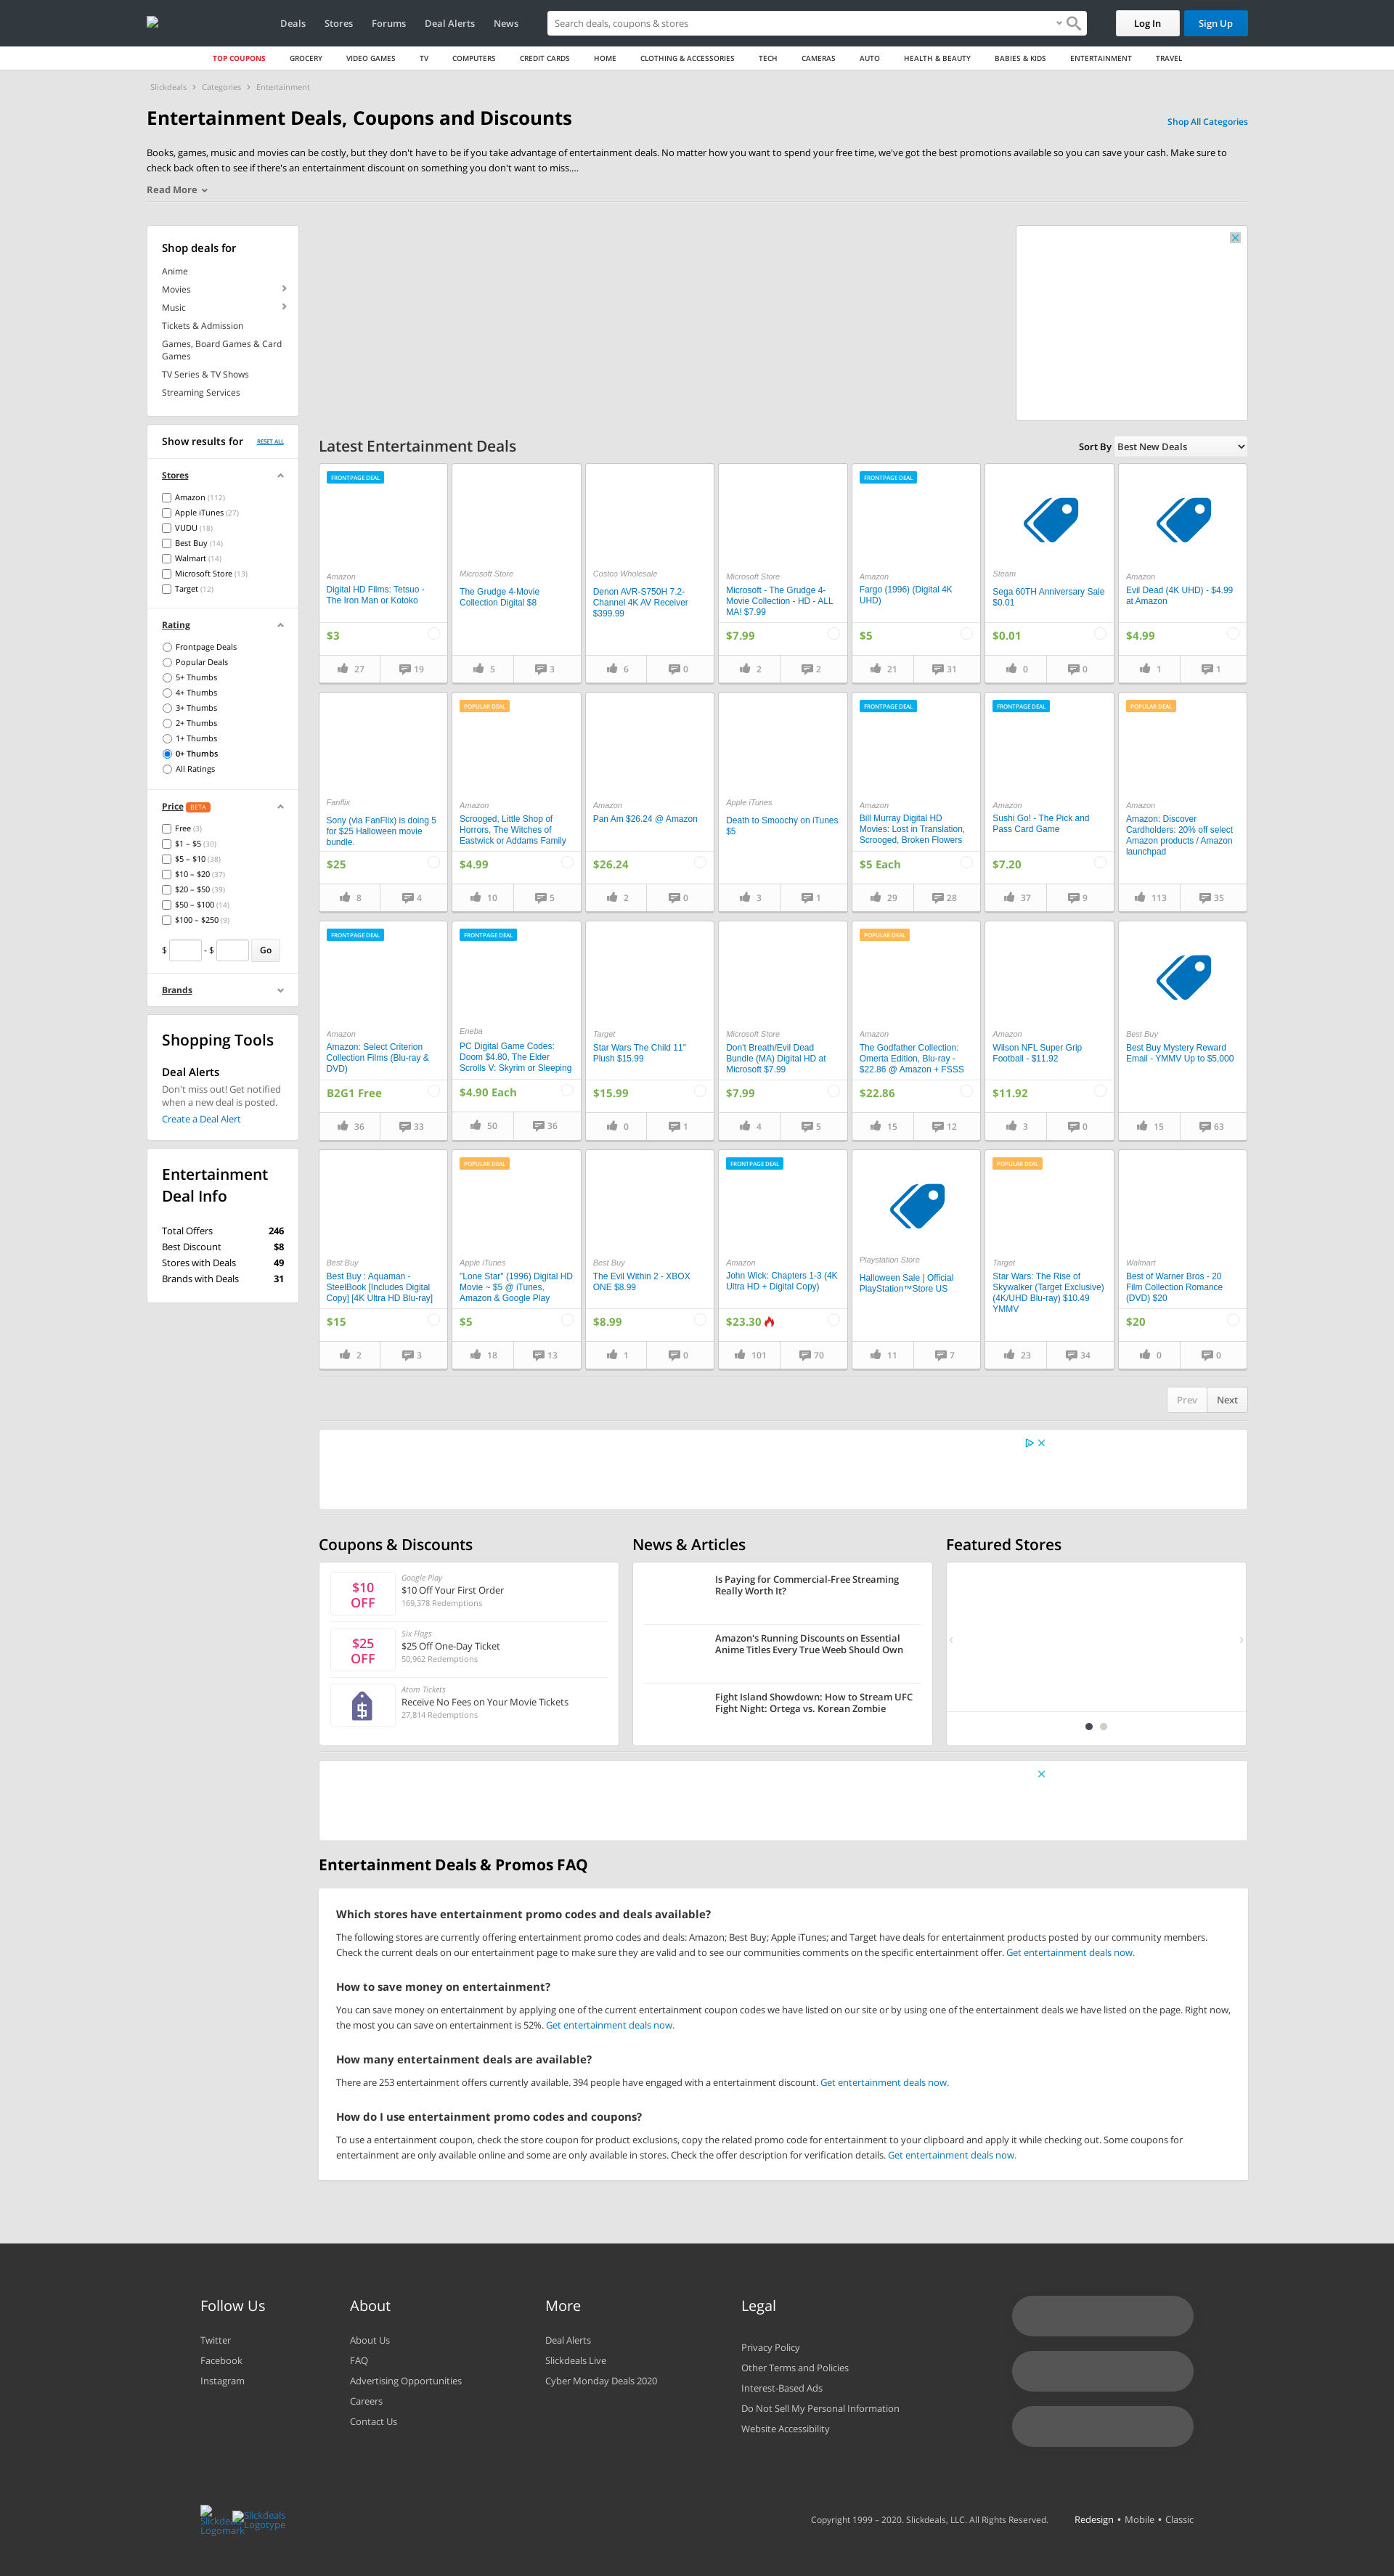 Deals Stores Forums Deal Alerts News Search deals, coupons & stores Log In Sign Up
TOP COUPONS GROCERY VIDEO GAMES TV COMPUTERS CREDIT CARDS HOME CLOTHING & ACCESSORIES TECH CAMERAS AUTO HEALTH & BEAUTY BABIES & KIDS ENTERTAINMENT TRAVEL
Slickdeals › Categories › Entertainment
Entertainment Deals, Coupons and Discounts
Shop All Categories
Books, games, music and movies can be costly, but they don't have to be if you take advantage of entertainment deals. No matter how you want to spend your free time, we've got the best promotions available so you can save your cash. Make sure to
check back often to see if there's an entertainment discount on something you don't want to miss....
Read More
Shop deals for
Anime
Movies
Music
Tickets & Admission
Games, Board Games & Card
Games
TV Series & TV Shows
Streaming Services
Show results for RESET ALL
Stores
Amazon (112)
Apple iTunes (27)
VUDU (18)
Best Buy (14)
Walmart (14)
Microsoft Store (13)
Target (12)
Rating
Frontpage Deals
Popular Deals
5+ Thumbs
4+ Thumbs
3+ Thumbs
2+ Thumbs
1+ Thumbs
0+ Thumbs
All Ratings
Price BETA
Free (3)
$1 – $5 (30)
$5 – $10 (38)
$10 – $20 (37)
$20 – $50 (39)
$50 – $100 (14)
$100 – $250 (9)
$ - $ Go
Brands
Shopping Tools
Deal Alerts
Don't miss out! Get notified
when a new deal is posted.
Create a Deal Alert
Entertainment
Deal Info
Total Offers 246
Best Discount $8
Stores with Deals 49
Brands with Deals 31
Latest Entertainment Deals
Sort By Best New Deals
FRONTPAGE DEAL
Amazon
Digital HD Films: Tetsuo -
The Iron Man or Kotoko
$3
27 19
Microsoft Store
The Grudge 4-Movie
Collection Digital $8
5 3
Costco Wholesale
Denon AVR-S750H 7.2-
Channel 4K AV Receiver
$399.99
6 0
Microsoft Store
Microsoft - The Grudge 4-
Movie Collection - HD - ALL
MA! $7.99
$7.99
2 2
FRONTPAGE DEAL
Amazon
Fargo (1996) (Digital 4K
UHD)
$5
21 31
Steam
Sega 60TH Anniversary Sale
$0.01
$0.01
0 0
Amazon
Evil Dead (4K UHD) - $4.99
at Amazon
$4.99
1 1
Fanflix
Sony (via FanFlix) is doing 5
for $25 Halloween movie
bundle.
$25
8 4
POPULAR DEAL
Amazon
Scrooged, Little Shop of
Horrors, The Witches of
Eastwick or Addams Family
$4.99
10 5
Amazon
Pan Am $26.24 @ Amazon
$26.24
2 0
Apple iTunes
Death to Smoochy on iTunes
$5
3 1
FRONTPAGE DEAL
Amazon
Bill Murray Digital HD
Movies: Lost in Translation,
Scrooged, Broken Flowers
$5 Each
29 28
FRONTPAGE DEAL
Amazon
Sushi Go! - The Pick and
Pass Card Game
$7.20
37 9
POPULAR DEAL
Amazon
Amazon: Discover
Cardholders: 20% off select
Amazon products / Amazon
launchpad
113 35
FRONTPAGE DEAL
Amazon
Amazon: Select Criterion
Collection Films (Blu-ray &
DVD)
B2G1 Free
36 33
FRONTPAGE DEAL
Eneba
PC Digital Game Codes:
Doom $4.80, The Elder
Scrolls V: Skyrim or Sleeping
$4.90 Each
50 36
Target
Star Wars The Child 11"
Plush $15.99
$15.99
0 1
Microsoft Store
Don't Breath/Evil Dead
Bundle (MA) Digital HD at
Microsoft $7.99
$7.99
4 5
POPULAR DEAL
Amazon
The Godfather Collection:
Omerta Edition, Blu-ray -
$22.86 @ Amazon + FSSS
$22.86
15 12
Amazon
Wilson NFL Super Grip
Football - $11.92
$11.92
3 0
Best Buy
Best Buy Mystery Reward
Email - YMMV Up to $5,000
15 63
Best Buy
Best Buy : Aquaman -
SteelBook [Includes Digital
Copy] [4K Ultra HD Blu-ray]
$15
2 3
POPULAR DEAL
Apple iTunes
"Lone Star" (1996) Digital HD
Movie ~ $5 @ iTunes,
Amazon & Google Play
$5
18 13
Best Buy
The Evil Within 2 - XBOX
ONE $8.99
$8.99
1 0
FRONTPAGE DEAL
Amazon
John Wick: Chapters 1-3 (4K
Ultra HD + Digital Copy)
$23.30
101 70
Playstation Store
Halloween Sale | Official
PlayStation™Store US
11 7
POPULAR DEAL
Target
Star Wars: The Rise of
Skywalker (Target Exclusive)
(4K/UHD Blu-ray) $10.49
YMMV
23 34
Walmart
Best of Warner Bros - 20
Film Collection Romance
(DVD) $20
$20
0 0
Prev Next
Coupons & Discounts
$10
OFF
Google Play
$10 Off Your First Order
169,378 Redemptions
$25
OFF
Six Flags
$25 Off One-Day Ticket
50,962 Redemptions
Atom Tickets
Receive No Fees on Your Movie Tickets
27,814 Redemptions
News & Articles
Is Paying for Commercial-Free Streaming
Really Worth It?
Amazon's Running Discounts on Essential
Anime Titles Every True Weeb Should Own
Fight Island Showdown: How to Stream UFC
Fight Night: Ortega vs. Korean Zombie
Featured Stores
Entertainment Deals & Promos FAQ
Which stores have entertainment promo codes and deals available?
The following stores are currently offering entertainment promo codes and deals: Amazon; Best Buy; Apple iTunes; and Target have deals for entertainment products posted by our community members.
Check the current deals on our entertainment page to make sure they are valid and to see our communities comments on the specific entertainment offer. Get entertainment deals now.
How to save money on entertainment?
You can save money on entertainment by applying one of the current entertainment coupon codes we have listed on our site or by using one of the entertainment deals we have listed on the page. Right now,
the most you can save on entertainment is 52%. Get entertainment deals now.
How many entertainment deals are available?
There are 253 entertainment offers currently available. 394 people have engaged with a entertainment discount. Get entertainment deals now.
How do I use entertainment promo codes and coupons?
To use a entertainment coupon, check the store coupon for product exclusions, copy the related promo code for entertainment to your clipboard and apply it while checking out. Some coupons for
entertainment are only available online and some are only available in stores. Check the offer description for verification details. Get entertainment deals now.
Follow Us
Twitter
Facebook
Instagram
About
About Us
FAQ
Advertising Opportunities
Careers
Contact Us
More
Deal Alerts
Slickdeals Live
Cyber Monday Deals 2020
Legal
Privacy Policy
Other Terms and Policies
Interest-Based Ads
Do Not Sell My Personal Information
Website Accessibility
Slickdeals
Logomark
Slickdeals
Logotype
Copyright 1999 – 2020. Slickdeals, LLC. All Rights Reserved. Redesign • Mobile • Classic